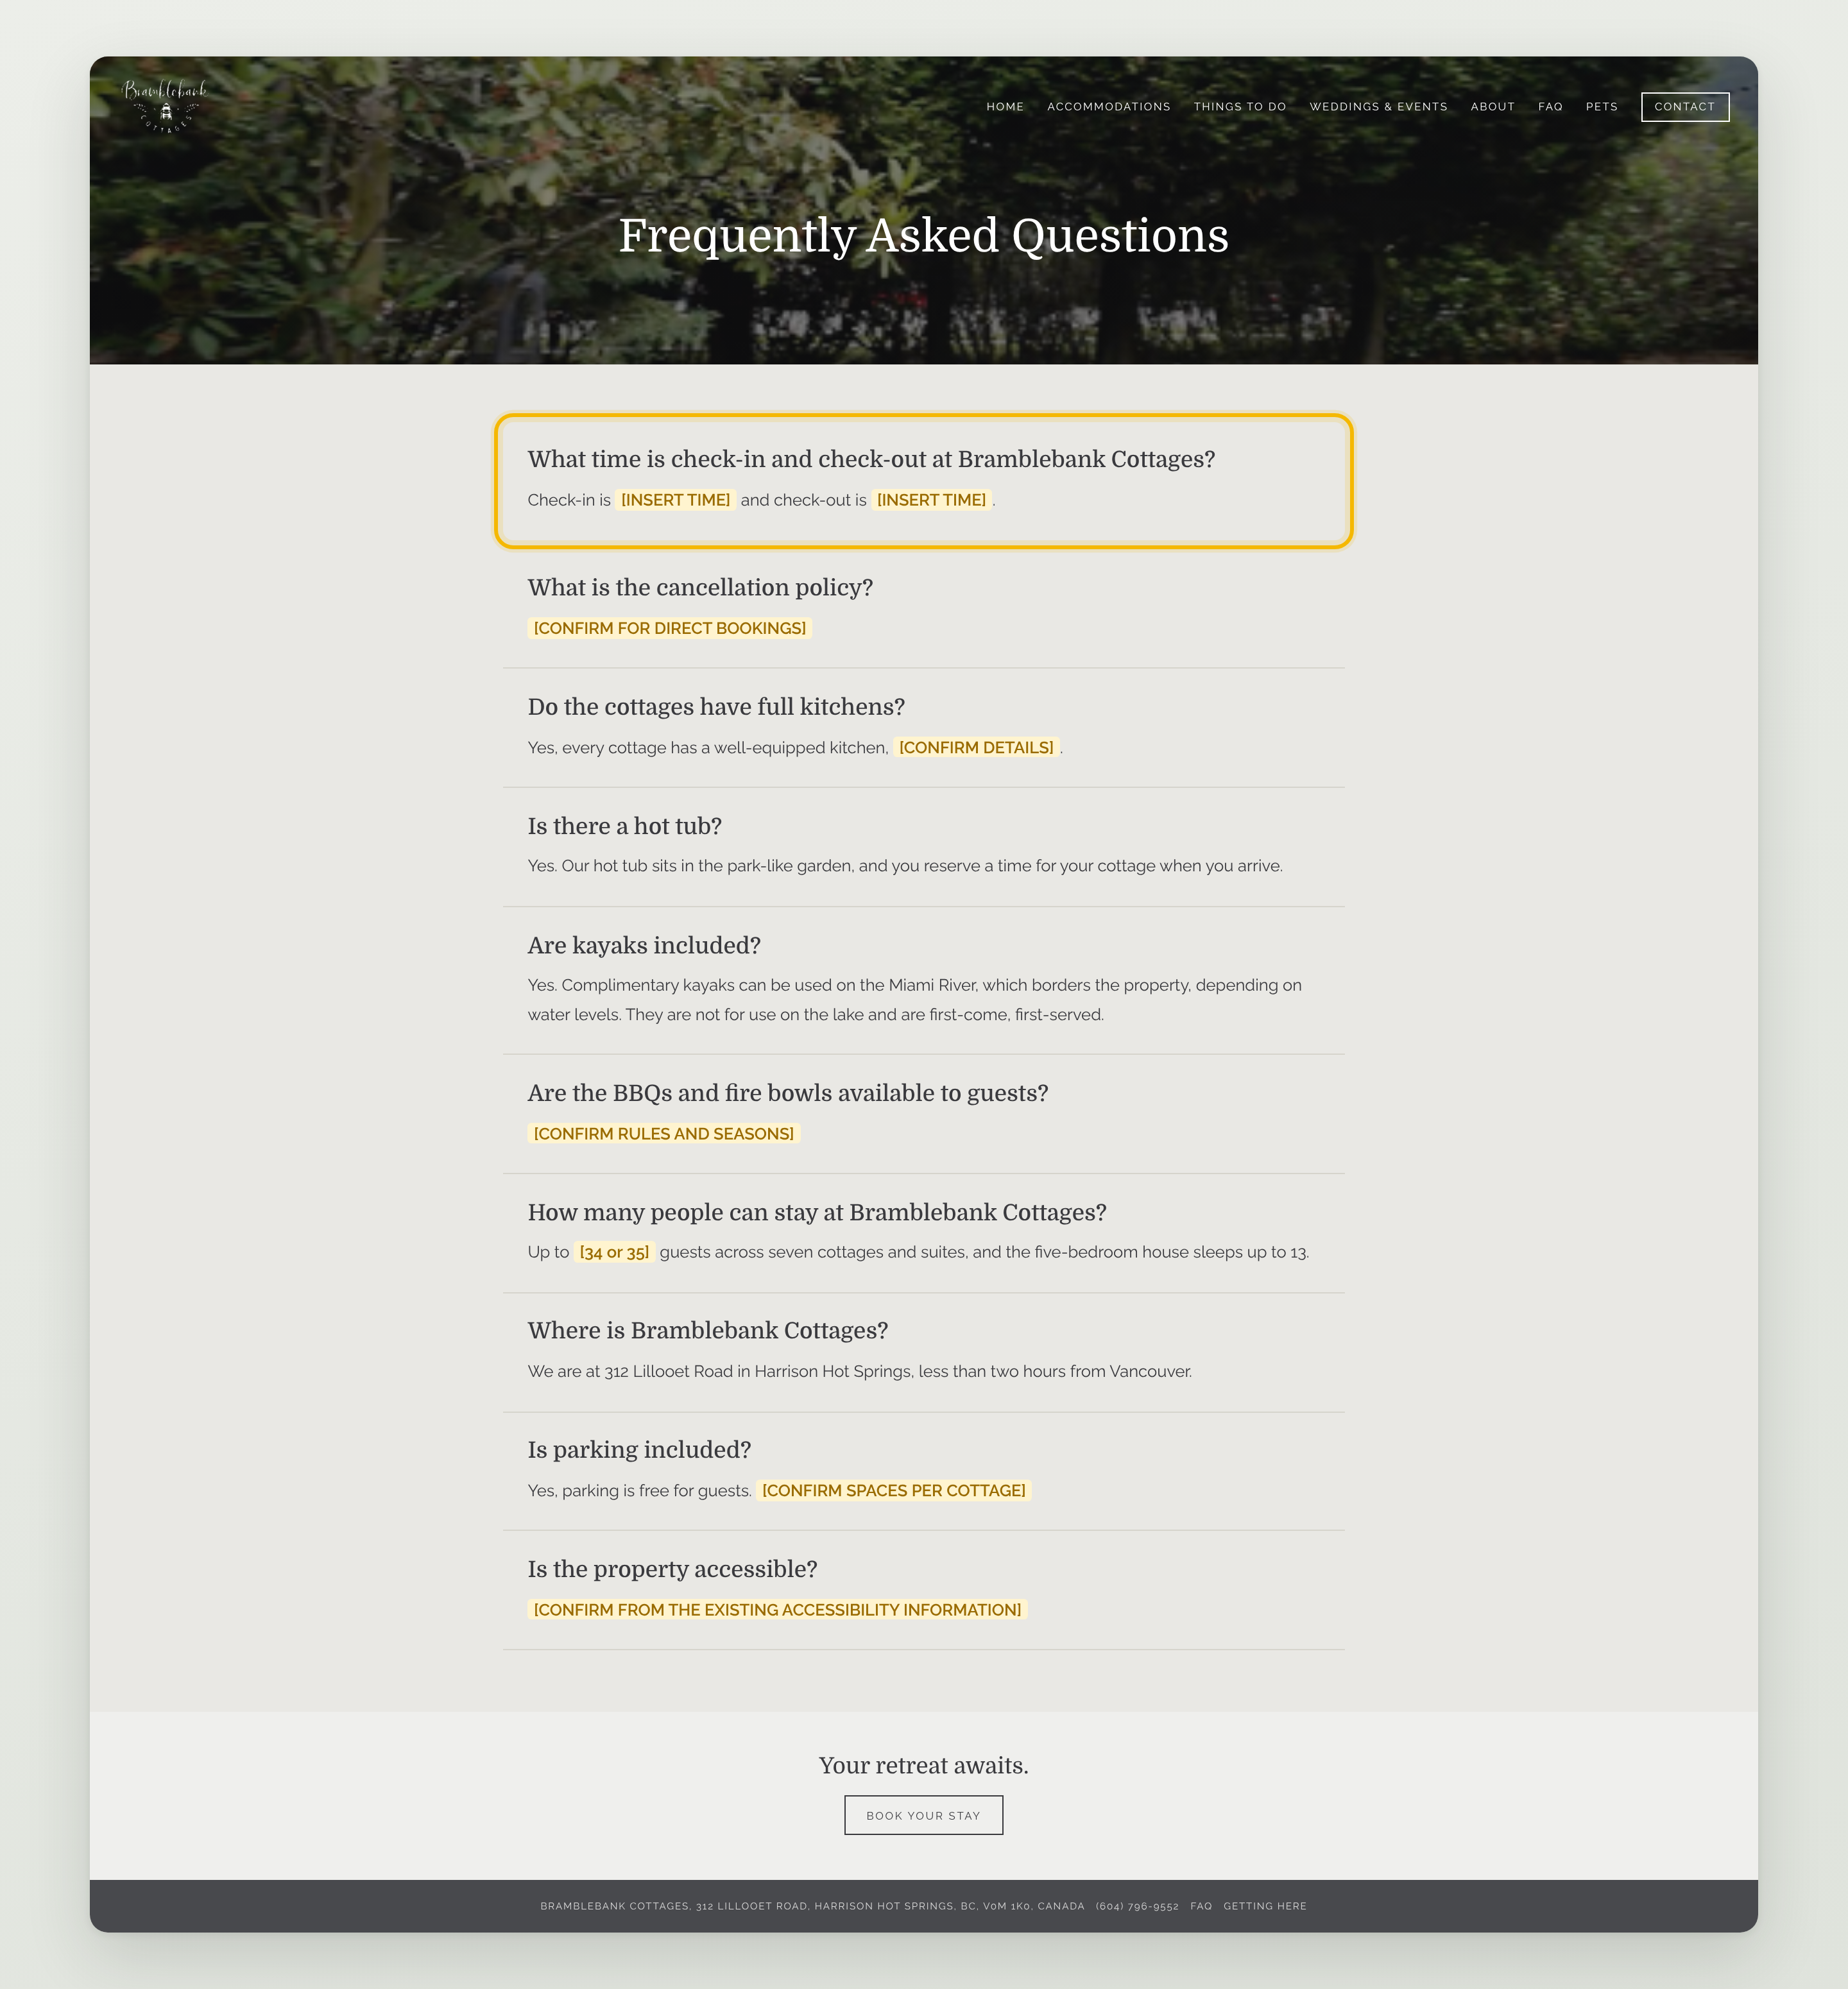 Bramblebank
COTTAGES
HOME ACCOMMODATIONS THINGS TO DO WEDDINGS & EVENTS ABOUT FAQ PETS CONTACT
Frequently Asked Questions
What time is check-in and check-out at Bramblebank Cottages?
Check-in is [INSERT TIME] and check-out is [INSERT TIME].
What is the cancellation policy?
[CONFIRM FOR DIRECT BOOKINGS]
Do the cottages have full kitchens?
Yes, every cottage has a well-equipped kitchen, [CONFIRM DETAILS].
Is there a hot tub?
Yes. Our hot tub sits in the park-like garden, and you reserve a time for your cottage when you arrive.
Are kayaks included?
Yes. Complimentary kayaks can be used on the Miami River, which borders the property, depending on
water levels. They are not for use on the lake and are first-come, first-served.
Are the BBQs and fire bowls available to guests?
[CONFIRM RULES AND SEASONS]
How many people can stay at Bramblebank Cottages?
Up to [34 or 35] guests across seven cottages and suites, and the five-bedroom house sleeps up to 13.
Where is Bramblebank Cottages?
We are at 312 Lillooet Road in Harrison Hot Springs, less than two hours from Vancouver.
Is parking included?
Yes, parking is free for guests. [CONFIRM SPACES PER COTTAGE]
Is the property accessible?
[CONFIRM FROM THE EXISTING ACCESSIBILITY INFORMATION]
Your retreat awaits.
BOOK YOUR STAY
BRAMBLEBANK COTTAGES, 312 LILLOOET ROAD, HARRISON HOT SPRINGS, BC, V0M 1K0, CANADA (604) 796-9552 FAQ GETTING HERE